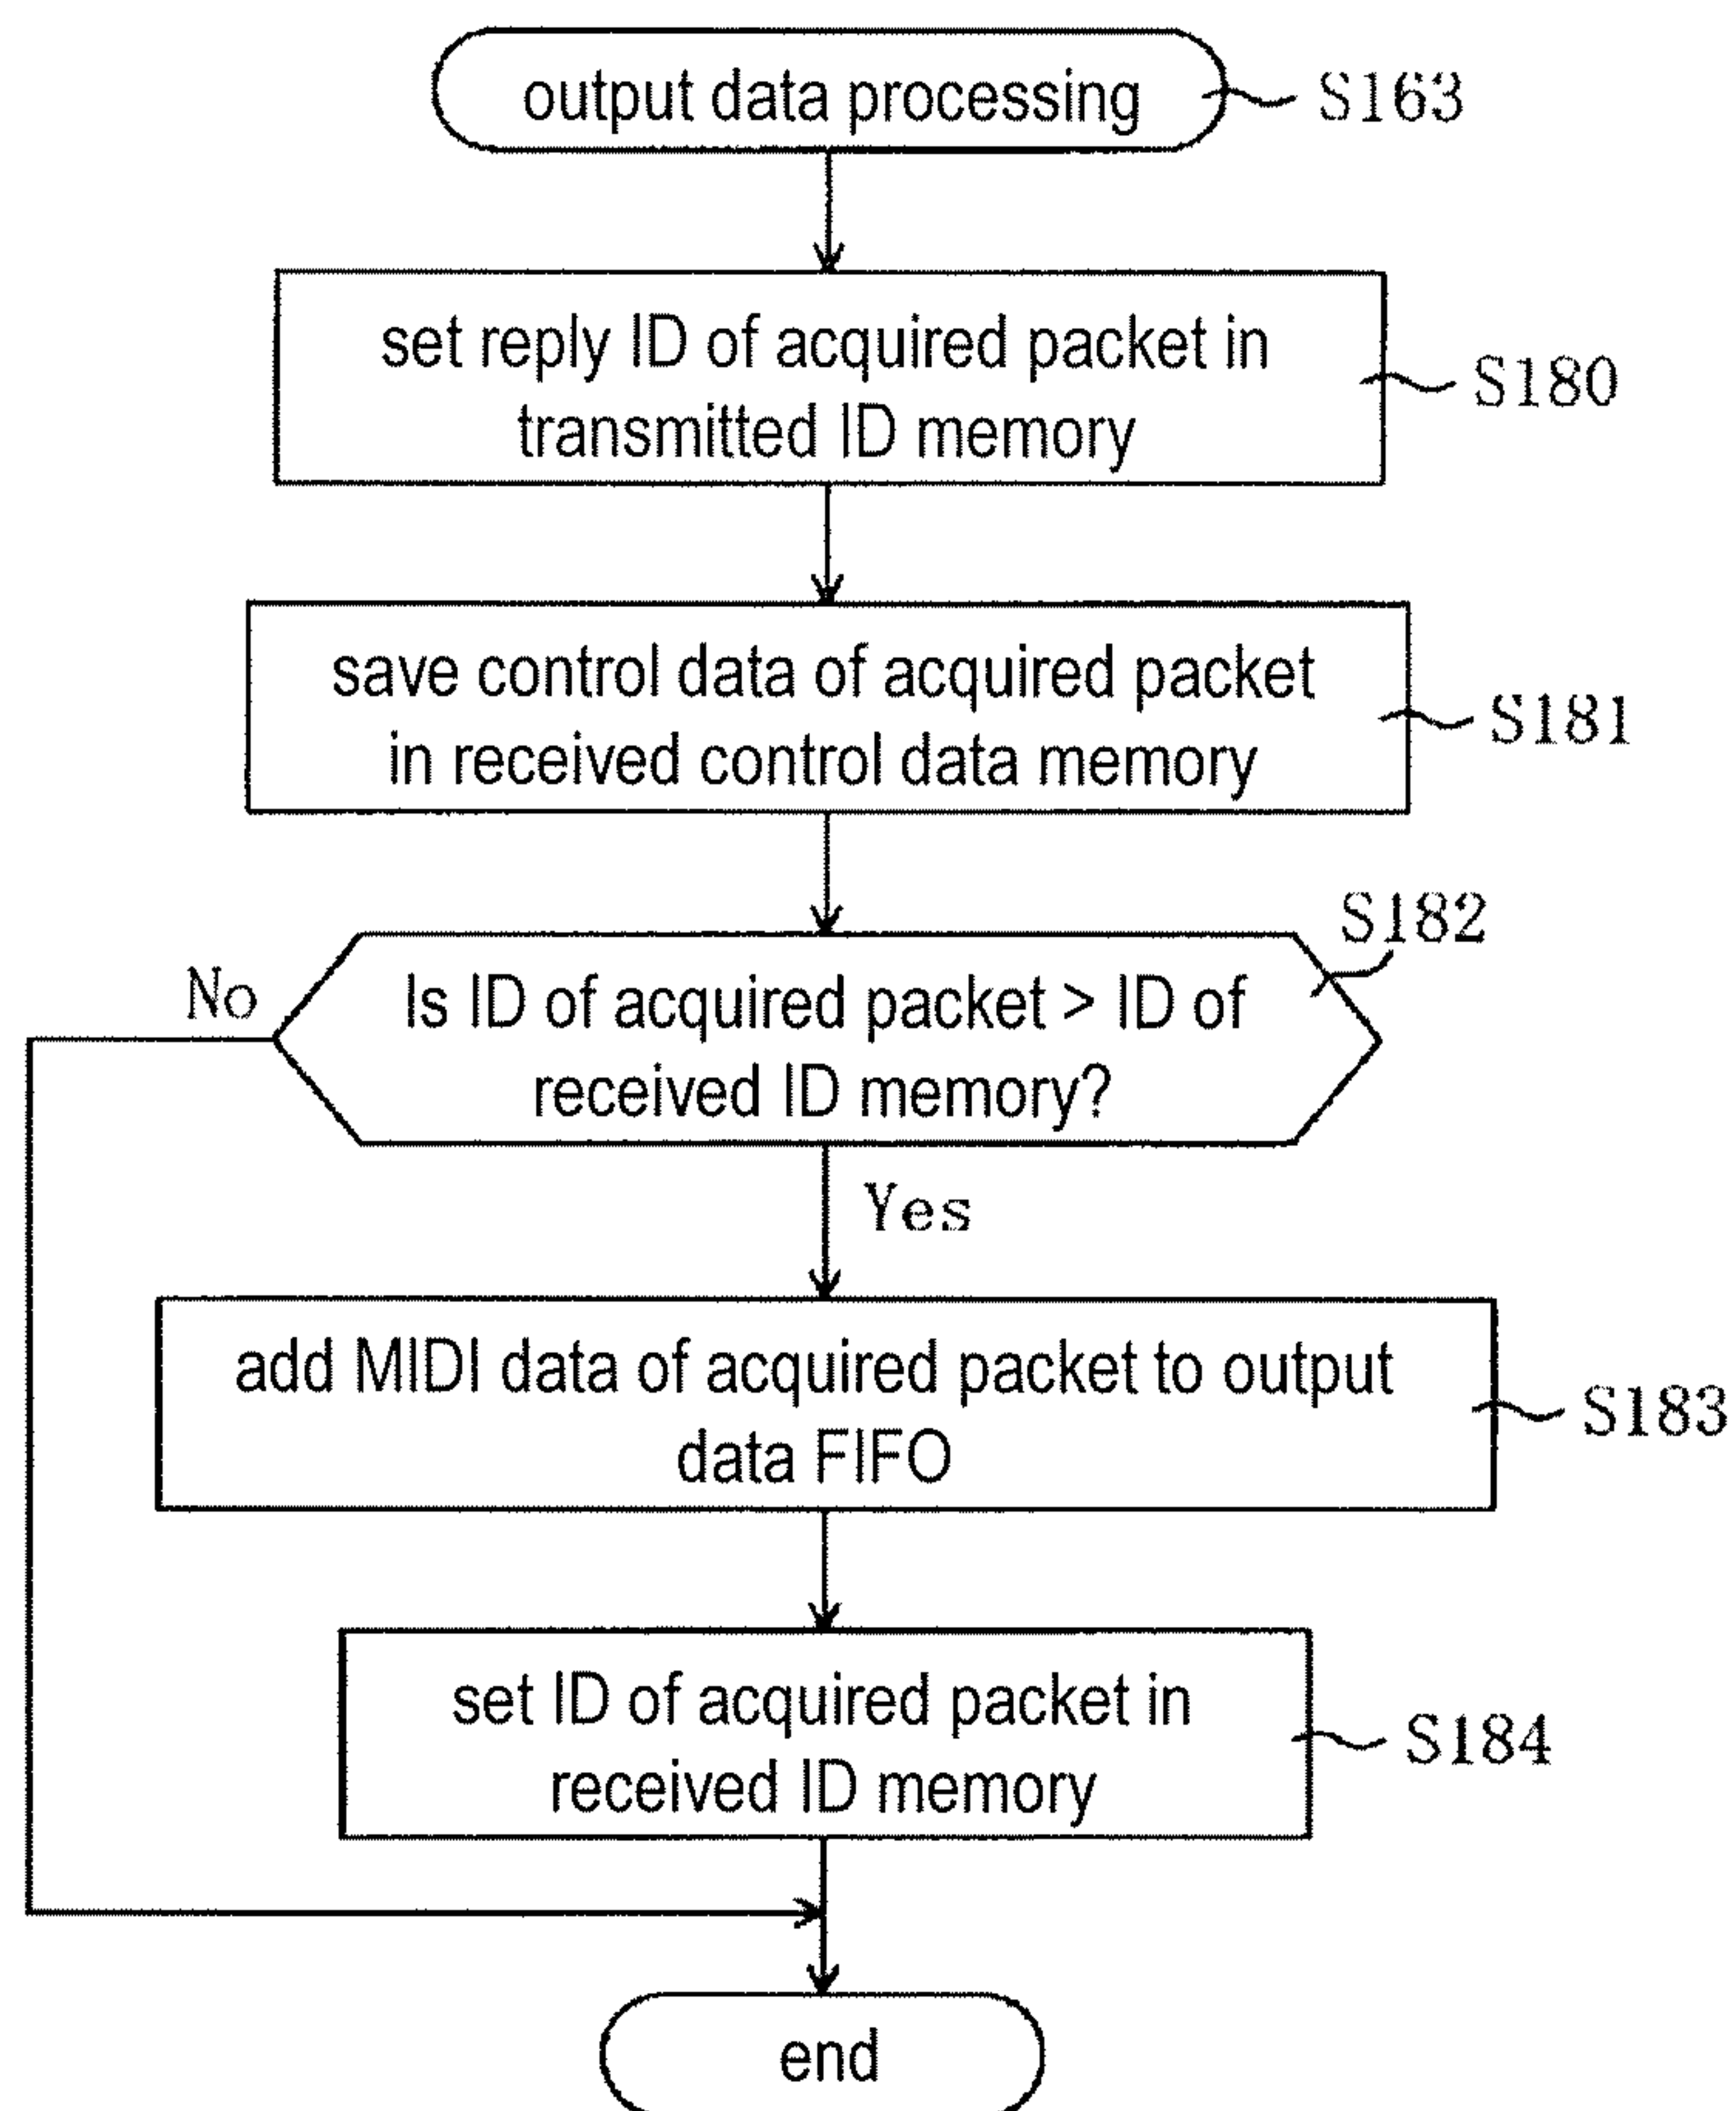 output data processing
S163
set reply ID of acquired packet in
transmitted ID memory
S180
save control data of acquired packet
in received control data memory
S181
S182
No
Is ID of acquired packet > ID of
received ID memory?
Yes
add MIDI data of acquired packet to output
data FIFO
S183
set ID of acquired packet in
received ID memory
S184
end